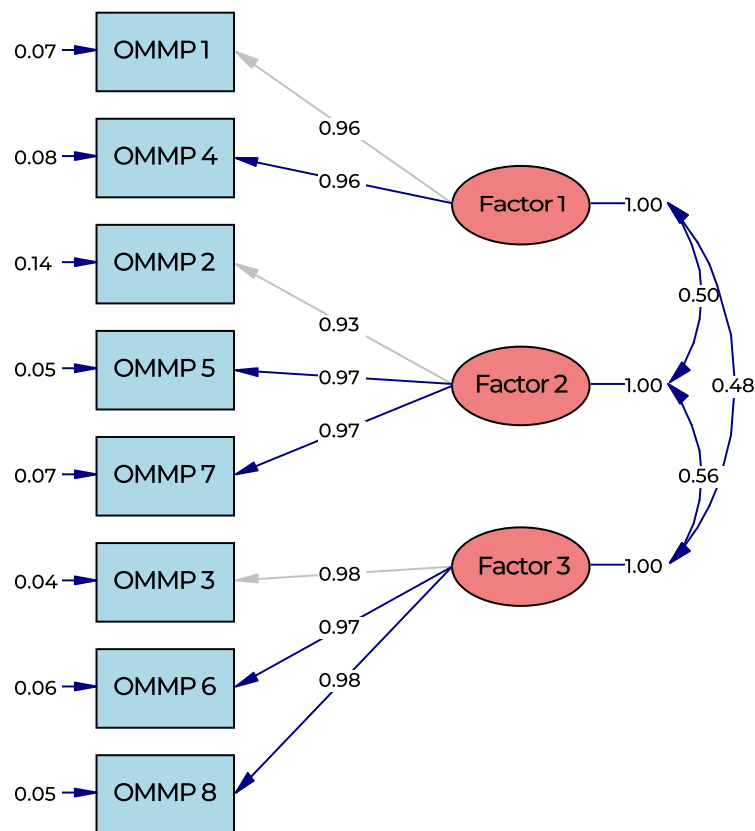 0.07 OMMP 1
0.96
0.08 OMMP 4
0.96
Factor 1 1.00
0.14 OMMP 2
0.50
0.93
0.05 OMMP 5
0.97
Factor 2 1.00
0.48
0.97
0.07 OMMP 7
0.56
0.04 OMMP 3
0.98
Factor 3 1.00
0.97
0.06 OMMP 6
0.98
0.05 OMMP 8